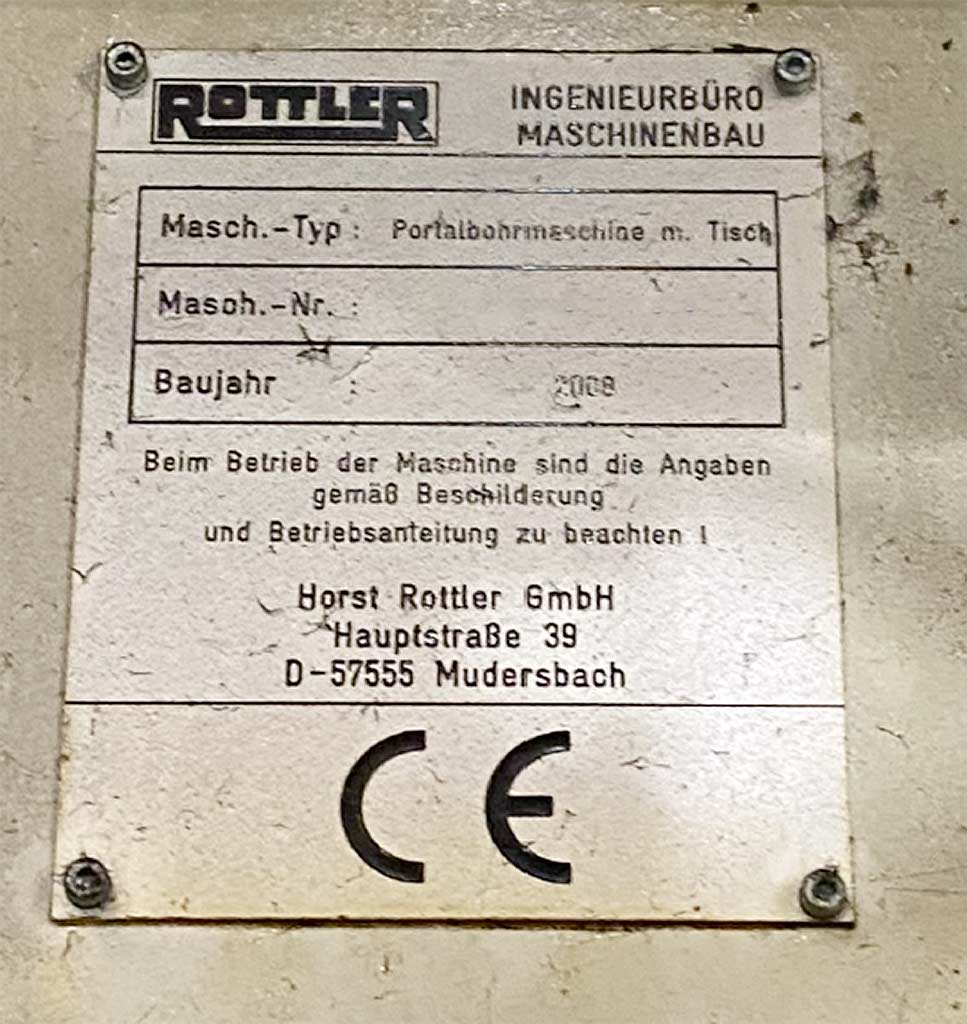 ROTTLER
INGENIEURBÜRO
MASCHINENBAU
Masch.-Typ : Portalbohrmaschine m. Tisch
Masch.-Nr. :
Baujahr : 2008
Beim Betrieb der Maschine sind die Angaben
gemäß Beschilderung
und Betriebsanleitung zu beachten !
Horst Rottler GmbH
Hauptstraße 39
D-57555 Mudersbach
CE